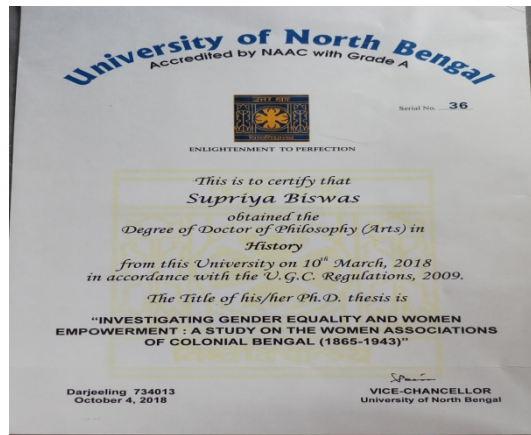 University of North Bengal
Accredited by NAAC with Grade A
Serial No. ....36
ENLIGHTENMENT TO PERFECTION
This is to certify that
Supriya Biswas
obtained the
Degree of Doctor of Philosophy (Arts) in
History
from this University on 10th March, 2018
in accordance with the U.G.C. Regulations, 2009.
The Title of his/her Ph.D. thesis is
“INVESTIGATING GENDER EQUALITY AND WOMEN
EMPOWERMENT : A STUDY ON THE WOMEN ASSOCIATIONS
OF COLONIAL BENGAL (1865-1943)”
Darjeeling 734013
October 4, 2018
VICE-CHANCELLOR
University of North Bengal